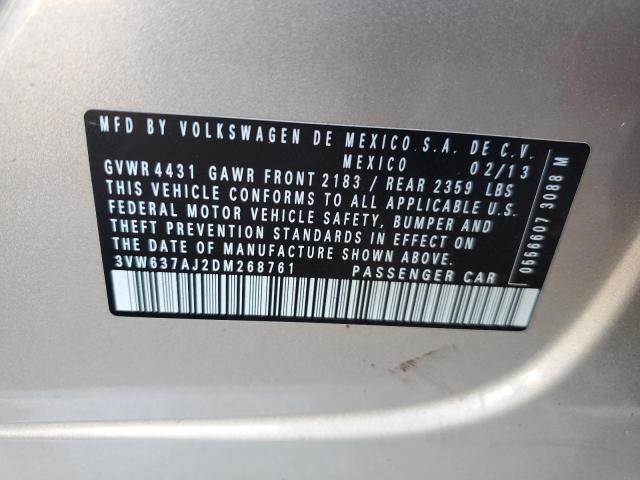 MFD BY VOLKSWAGEN DE MEXICO S.A. DE C.V.
MEXICO 02/13
GVWR 4431 GAWR FRONT 2183 / REAR 2359 LBS
THIS VEHICLE CONFORMS TO ALL APPLICABLE U.S.
FEDERAL MOTOR VEHICLE SAFETY, BUMPER AND
THEFT PREVENTION STANDARDS IN EFFECT ON
THE DATE OF MANUFACTURE SHOWN ABOVE.
3VW637AJ2DM268761 PASSENGER CAR
0556607 3088 M